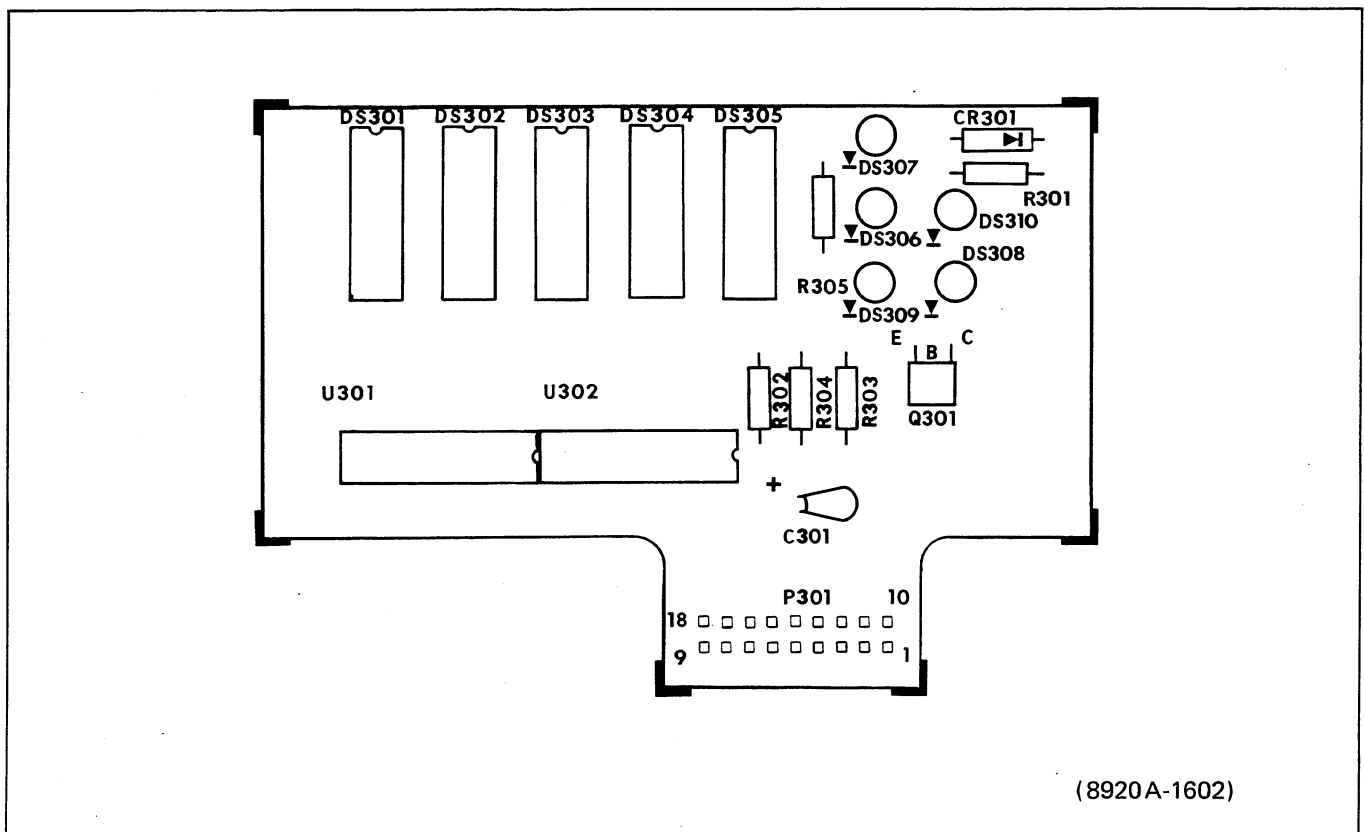 DS301 DS302 DS303 DS304 DS305
CR301
DS307
R301
DS310
DS306
DS308
R305
DS309
E B C
U301 U302
R302
R304
R303
Q301
+
C301
P301 10
18
9 1
(8920A-1602)